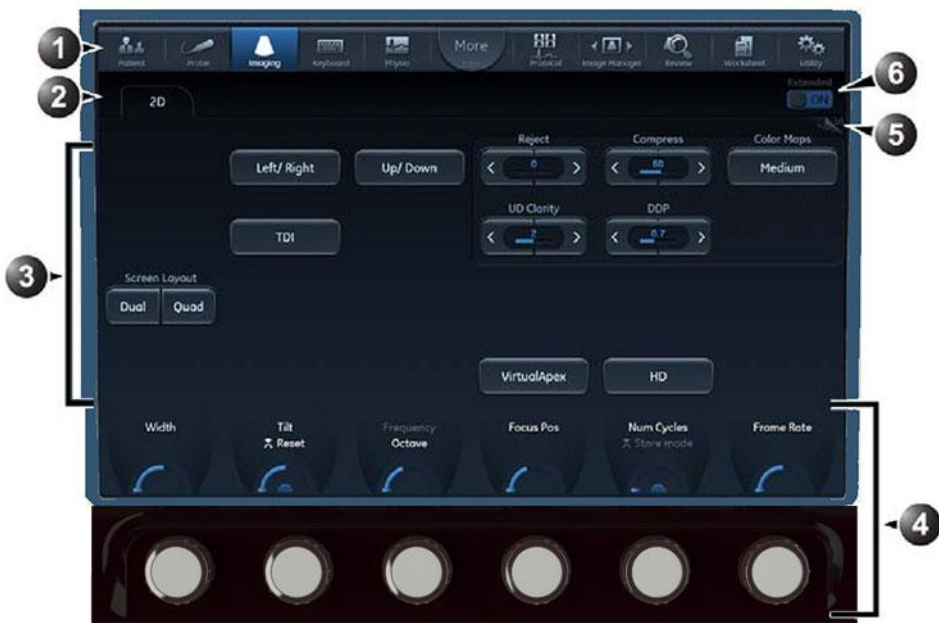 1
Patient
Probe
Imaging
Keyboard
Physio
More
Protocol
Image Manager
Review
Worksheet
Utility
2
2D
Extended
ON
6
5
3
Left/ Right
Up/ Down
Reject
0
Compress
60
Color Maps
Medium
TDI
UD Clarity
2
DDP
0.7
Screen Layout
Dual
Quad
VirtualApex
HD
4
Width
Tilt
Reset
Frequency
Octave
Focus Pos
Num Cycles
Store mode
Frame Rate